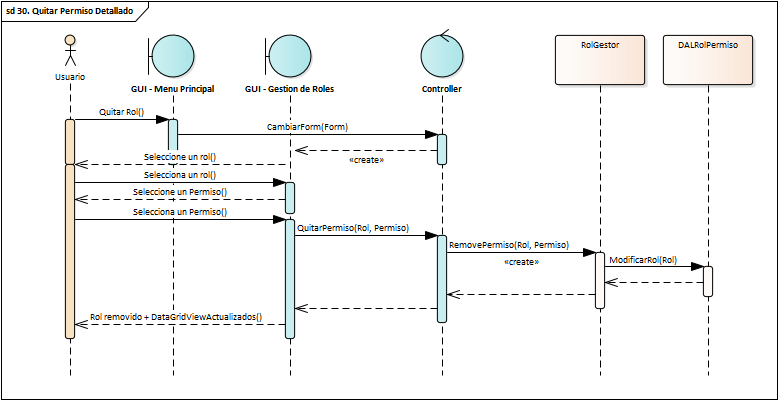 sd 30. Quitar Permiso Detallado
Usuario
GUI - Menu Principal
GUI - Gestion de Roles
Controller
RolGestor
DALRolPermiso
Quitar Rol()
CambiarForm(Form)
«create»
Seleccione un rol()
Selecciona un rol()
Seleccione un Permiso()
Selecciona un Permiso()
QuitarPermiso(Rol, Permiso)
RemovePermiso(Rol, Permiso)
«create»
ModificarRol(Rol)
Rol removido + DataGridViewActualizados()